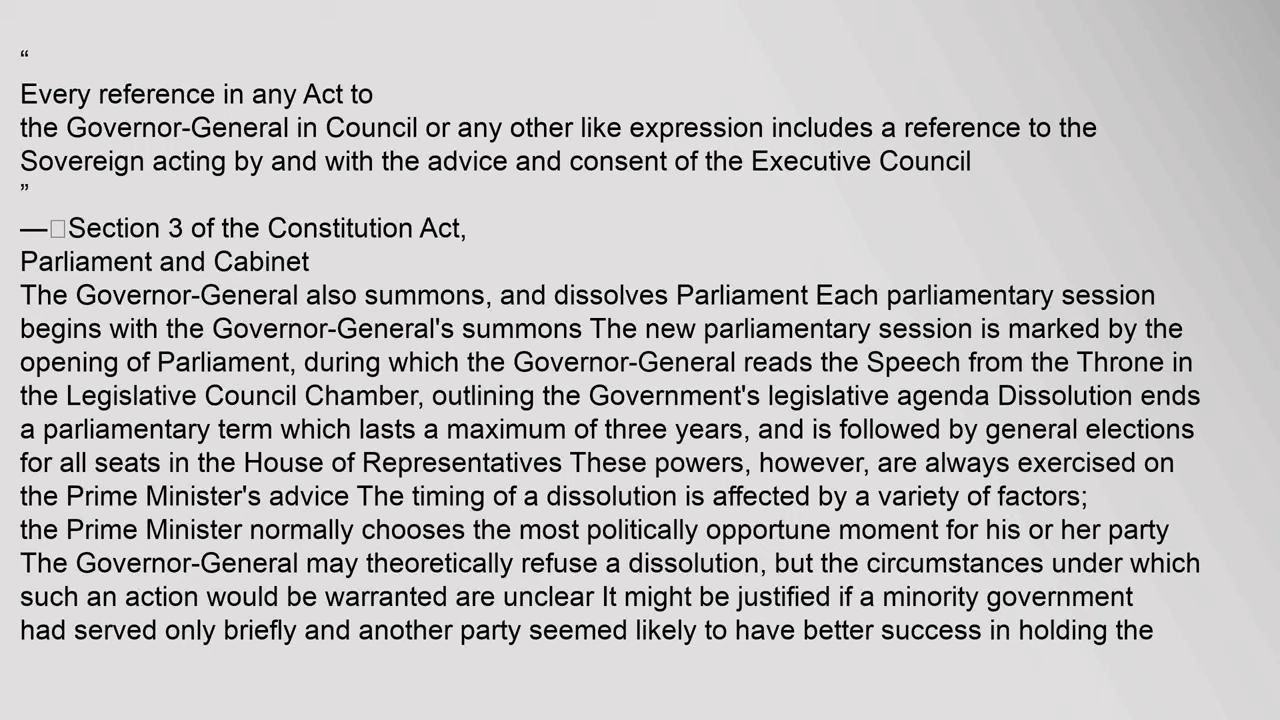 “
Every reference in any Act to
the Governor-General in Council or any other like expression includes a reference to the
Sovereign acting by and with the advice and consent of the Executive Council
”
—□Section 3 of the Constitution Act,
Parliament and Cabinet
The Governor-General also summons, and dissolves Parliament Each parliamentary session
begins with the Governor-General's summons The new parliamentary session is marked by the
opening of Parliament, during which the Governor-General reads the Speech from the Throne in
the Legislative Council Chamber, outlining the Government's legislative agenda Dissolution ends
a parliamentary term which lasts a maximum of three years, and is followed by general elections
for all seats in the House of Representatives These powers, however, are always exercised on
the Prime Minister's advice The timing of a dissolution is affected by a variety of factors;
the Prime Minister normally chooses the most politically opportune moment for his or her party
The Governor-General may theoretically refuse a dissolution, but the circumstances under which
such an action would be warranted are unclear It might be justified if a minority government
had served only briefly and another party seemed likely to have better success in holding the